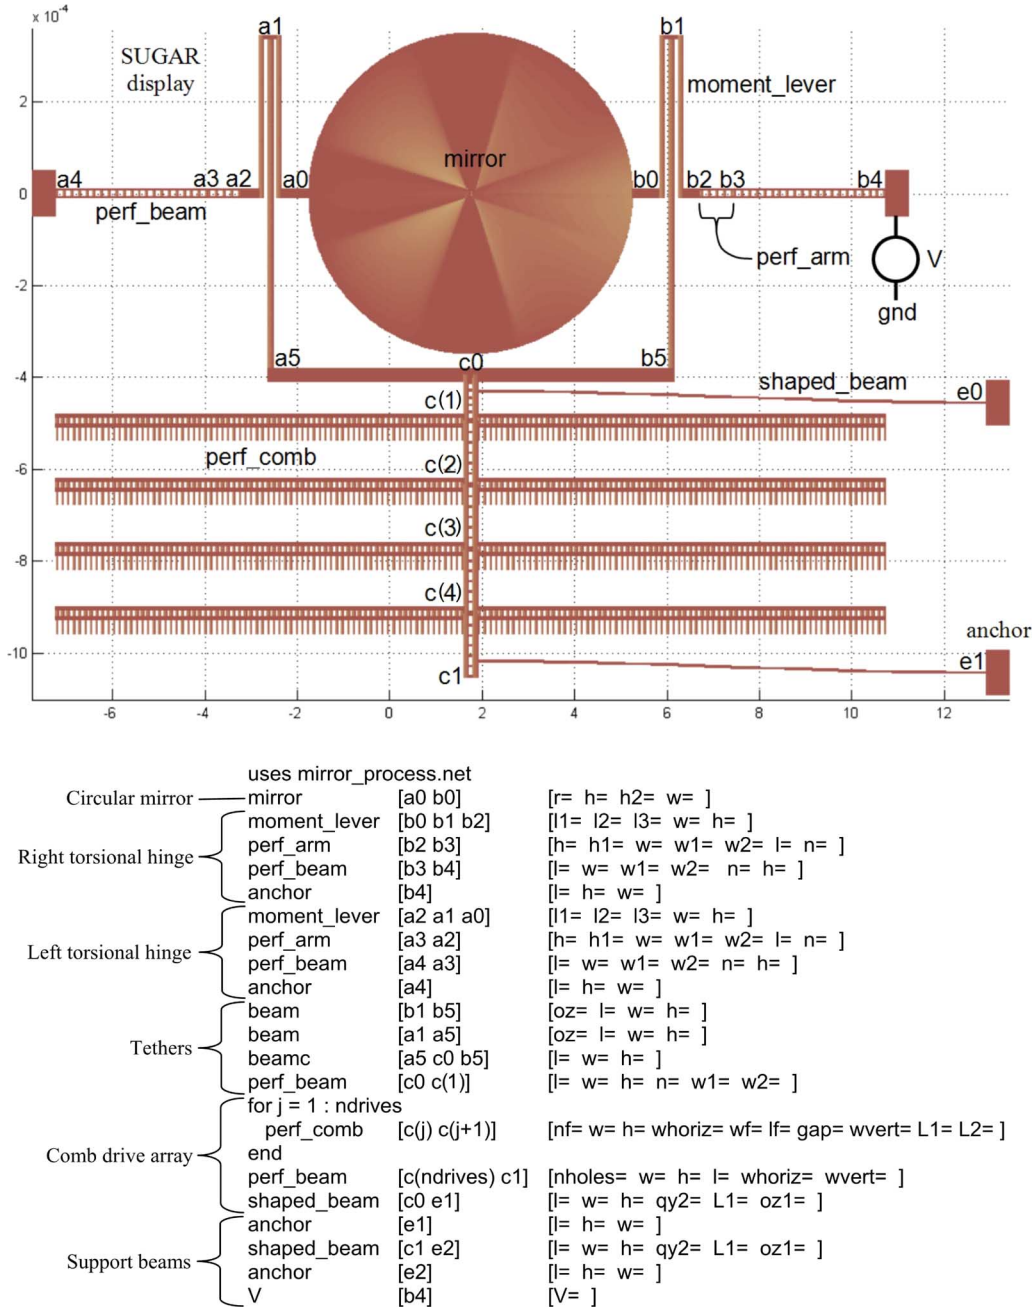 x 10⁻⁴
SUGAR
display
a1
b1
moment_lever
mirror
2
0
-2
-4
-6
-8
-10
a4
a3
a2
a0
b0
b2
b3
b4
perf_beam
perf_arm
V
gnd
a5
c0
b5
shaped_beam
e0
c(1)
perf_comb
c(2)
c(3)
c(4)
anchor
c1
e1
-6
-4
-2
0
2
4
6
8
10
12
uses mirror_process.net
Circular mirror
mirror [a0 b0] [r= h= h2= w= ]
Right torsional hinge
moment_lever [b0 b1 b2] [l1= l2= l3= w= h= ]
perf_arm [b2 b3] [h= h1= w= w1= w2= l= n= ]
perf_beam [b3 b4] [l= w= w1= w2= n= h= ]
anchor [b4] [l= h= w= ]
Left torsional hinge
moment_lever [a2 a1 a0] [l1= l2= l3= w= h= ]
perf_arm [a3 a2] [h= h1= w= w1= w2= l= n= ]
perf_beam [a4 a3] [l= w= w1= w2= n= h= ]
anchor [a4] [l= h= w= ]
Tethers
beam [b1 b5] [oz= l= w= h= ]
beam [a1 a5] [oz= l= w= h= ]
beamc [a5 c0 b5] [l= w= h= ]
perf_beam [c0 c(1)] [l= w= h= n= w1= w2= ]
Comb drive array
for j = 1 : ndrives
perf_comb [c(j) c(j+1)] [nf= w= h= whoriz= wf= lf= gap= wvert= L1= L2= ]
end
perf_beam [c(ndrives) c1] [nholes= w= h= l= whoriz= wvert= ]
shaped_beam [c0 e1] [l= w= h= qy2= L1= oz1= ]
Support beams
anchor [e1] [l= h= w= ]
shaped_beam [c1 e2] [l= w= h= qy2= L1= oz1= ]
anchor [e2] [l= h= w= ]
V [b4] [V= ]